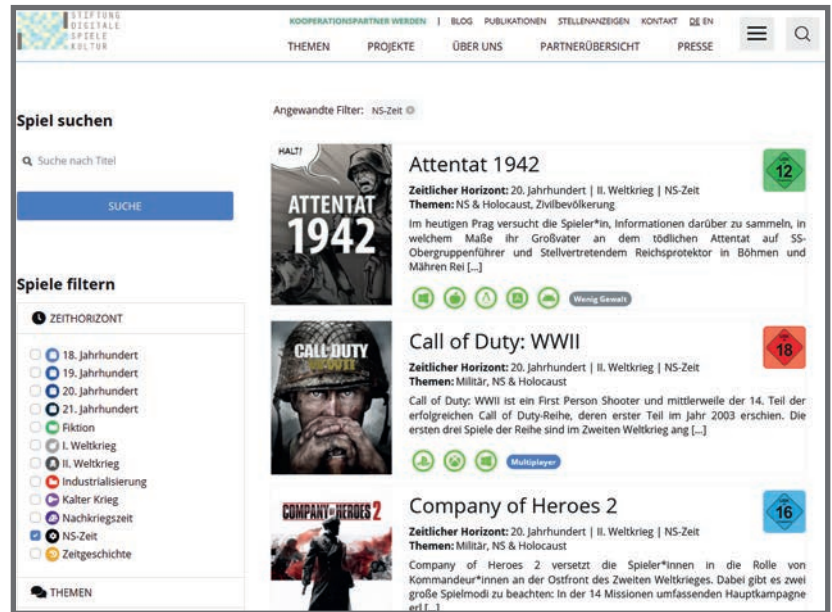 STIFTUNG
DIGITALE
SPIELE
KULTUR
KOOPERATIONSPARTNER WERDEN | BLOG PUBLIKATIONEN STELLENANZEIGEN KONTAKT DE EN
THEMEN PROJEKTE ÜBER UNS PARTNERÜBERSICHT PRESSE
Spiel suchen
Suche nach Titel
SUCHE
Spiele filtern
ZEITHORIZONT
18. Jahrhundert
19. Jahrhundert
20. Jahrhundert
21. Jahrhundert
Fiktion
I. Weltkrieg
II. Weltkrieg
Industrialisierung
Kalter Krieg
Nachkriegszeit
NS-Zeit
Zeitgeschichte
THEMEN
Angewandte Filter: NS-Zeit
HALT!
ATTENTAT
1942
Attentat 1942
12
Zeitlicher Horizont: 20. Jahrhundert | II. Weltkrieg | NS-Zeit
Themen: NS & Holocaust, Zivilbevölkerung
Im heutigen Prag versucht die Spieler*in, Informationen darüber zu sammeln, in
welchem Maße ihr Großvater an dem tödlichen Attentat auf SS-
Obergruppenführer und Stellvertretendem Reichsprotektor in Böhmen und
Mähren Rei [...]
Wenig Gewalt
CALL OF DUTY
WWII
Call of Duty: WWII
18
Zeitlicher Horizont: 20. Jahrhundert | II. Weltkrieg | NS-Zeit
Themen: Militär, NS & Holocaust
Call of Duty: WWII ist ein First Person Shooter und mittlerweile der 14. Teil der
erfolgreichen Call of Duty-Reihe, deren erster Teil im Jahr 2003 erschien. Die
ersten drei Spiele der Reihe sind im Zweiten Weltkrieg ang [...]
Multiplayer
COMPANY OF HEROES 2
Company of Heroes 2
16
Zeitlicher Horizont: 20. Jahrhundert | II. Weltkrieg | NS-Zeit
Themen: Militär, NS & Holocaust
Company of Heroes 2 versetzt die Spieler*innen in die Rolle von
Kommandeur*innen an der Ostfront des Zweiten Weltkrieges. Dabei gibt es zwei
große Spielmodi zu beachten: In der 14 Missionen umfassenden Hauptkampagne
erl [...]